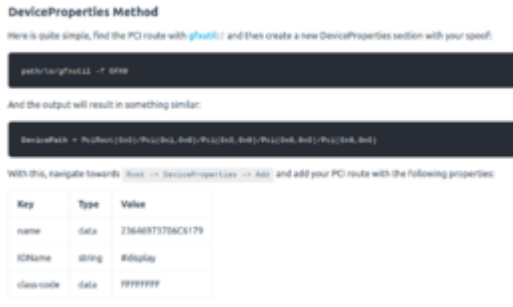 DeviceProperties Method
Here is quite simple, find the PCI route with gfxutil and then create a new DeviceProperties section with your spoof:
path/to/gfxutil -f GFX0
And the output will result in something similar:
DevicePath = PciRoot(0x0)/Pci(0x1,0x0)/Pci(0x0,0x0)/Pci(0x0,0x0)/Pci(0x0,0x0)
With this, navigate towards Root -> DeviceProperties -> Add and add your PCI route with the following properties:
Key Type Value
name data 23646973706C6179
IOName string #display
class-code data FFFFFFFF